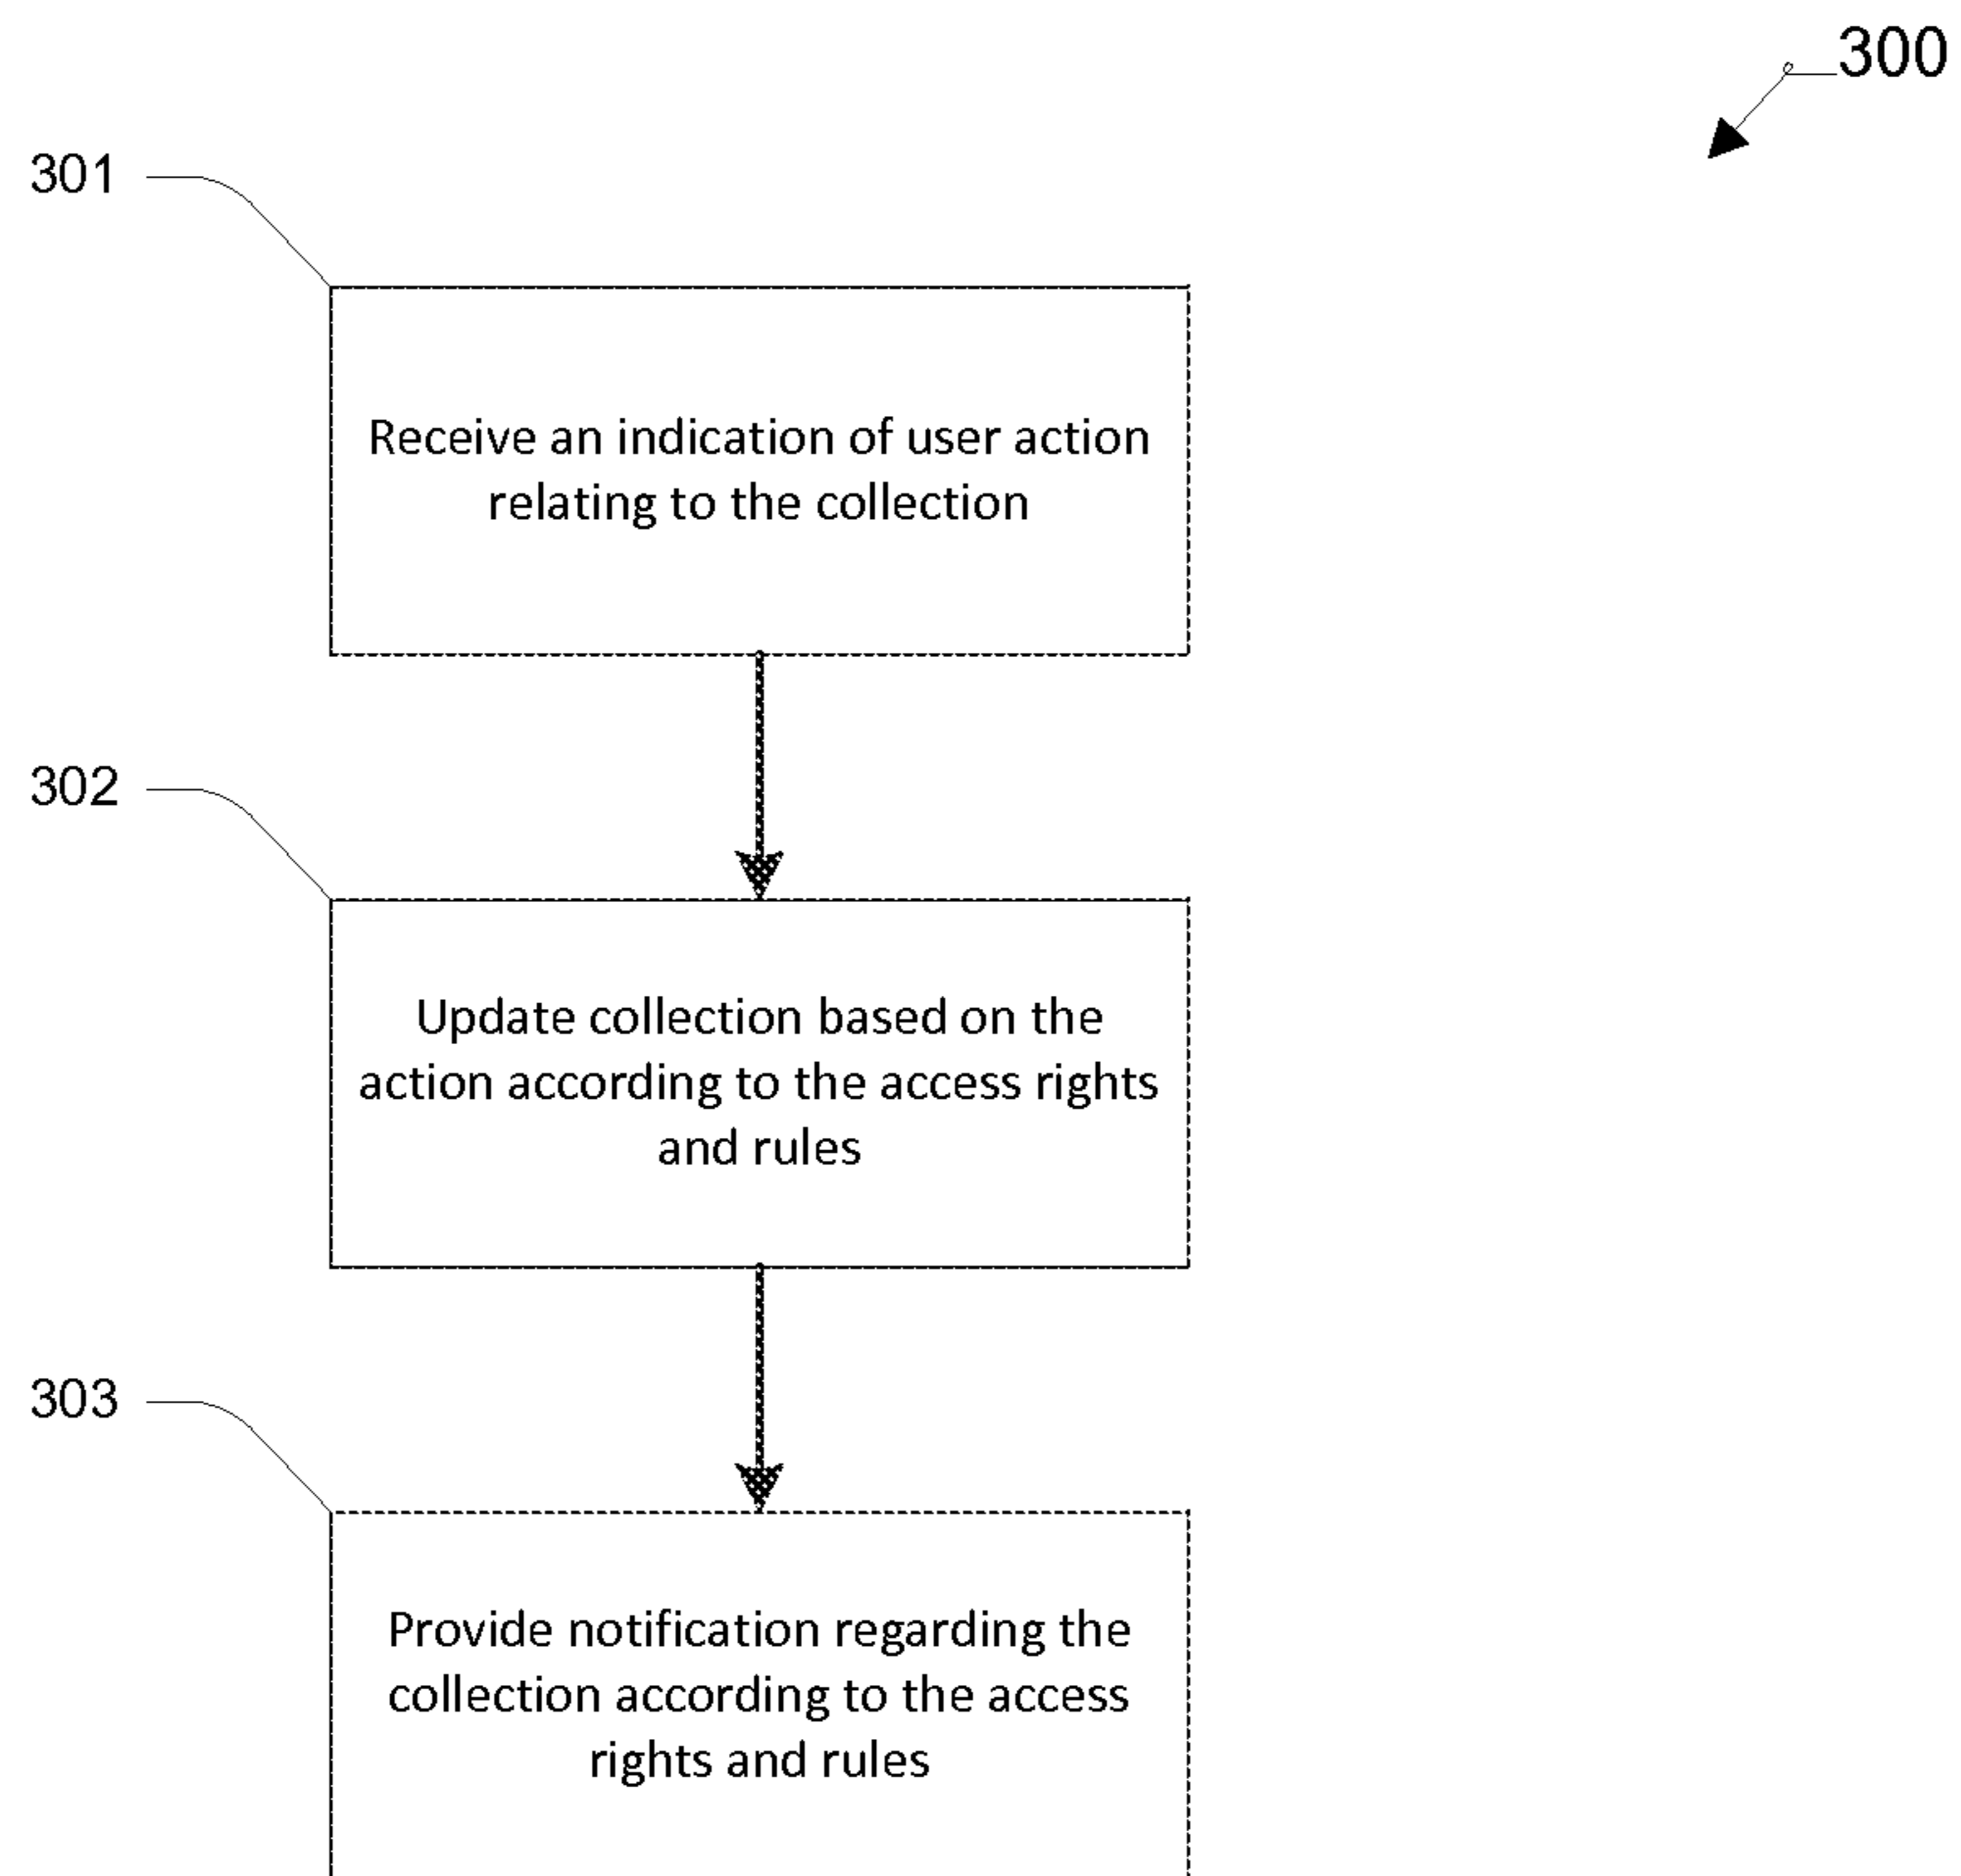 300
301
Receive an indication of user action
relating to the collection
302
Update collection based on the
action according to the access rights
and rules
303
Provide notification regarding the
collection according to the access
rights and rules